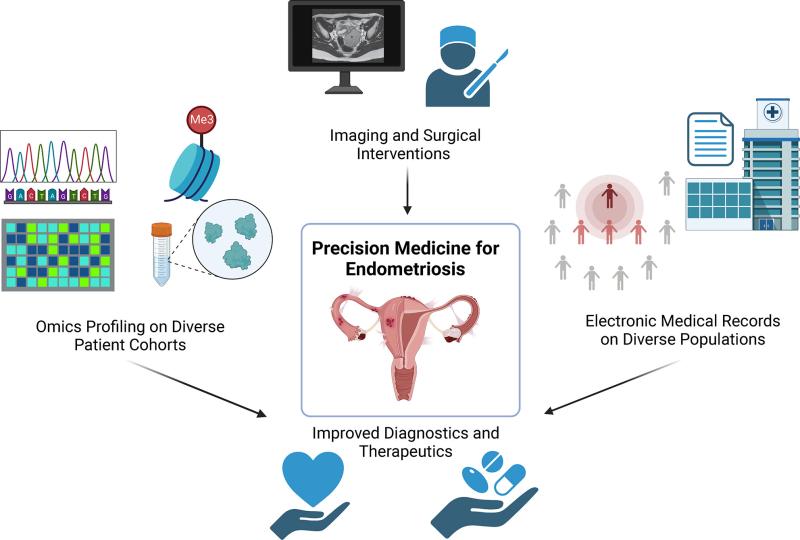 Imaging and Surgical
Interventions
Me3
G A C T A G T C T G
Precision Medicine for
Endometriosis
Omics Profiling on Diverse
Patient Cohorts
Electronic Medical Records
on Diverse Populations
Improved Diagnostics and
Therapeutics